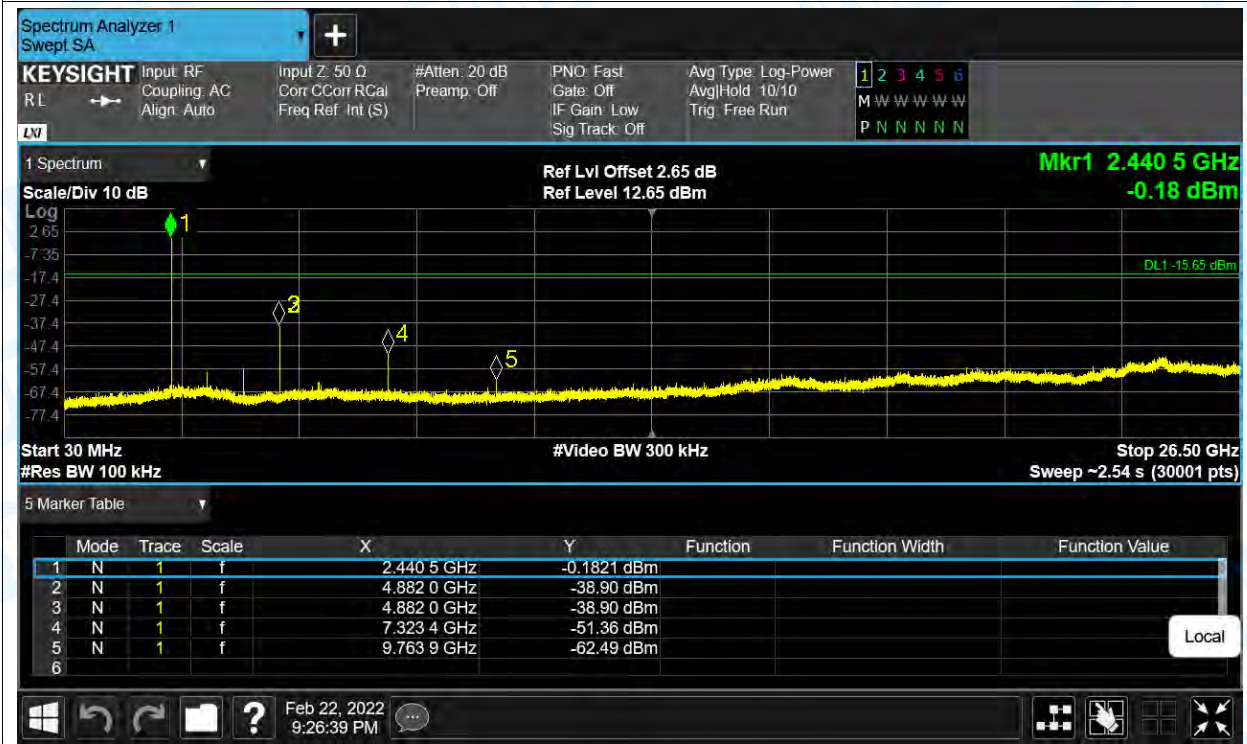 Spectrum Analyzer 1
Swept SA
+
KEYSIGHT
R L
LXI
Input: RF
Coupling: AC
Align: Auto
Input Z: 50 Ω
Corr CCorr RCal
Freq Ref: Int (S)
#Atten: 20 dB
Preamp: Off
PNO: Fast
Gate: Off
IF Gain: Low
Sig Track: Off
Avg Type: Log-Power
Avg|Hold: 10/10
Trig: Free Run
1 2 3 4 5 6
M W W W W W
P N N N N N
1 Spectrum
Scale/Div 10 dB
Ref Lvl Offset 2.65 dB
Ref Level 12.65 dBm
Mkr1 2.440 5 GHz
-0.18 dBm
Log
2.65
-7.35
-17.4
-27.4
-37.4
-47.4
-57.4
-67.4
-77.4
1
4
5
DL1 -15.65 dBm
Start 30 MHz
#Res BW 100 kHz
#Video BW 300 kHz
Stop 26.50 GHz
Sweep ~2.54 s (30001 pts)
5 Marker Table
Mode Trace Scale X Y Function Function Width Function Value
1 N 1 f 2.440 5 GHz -0.1821 dBm
2 N 1 f 4.882 0 GHz -38.90 dBm
3 N 1 f 4.882 0 GHz -38.90 dBm
4 N 1 f 7.323 4 GHz -51.36 dBm
5 N 1 f 9.763 9 GHz -62.49 dBm
6
Local
?
Feb 22, 2022
9:26:39 PM